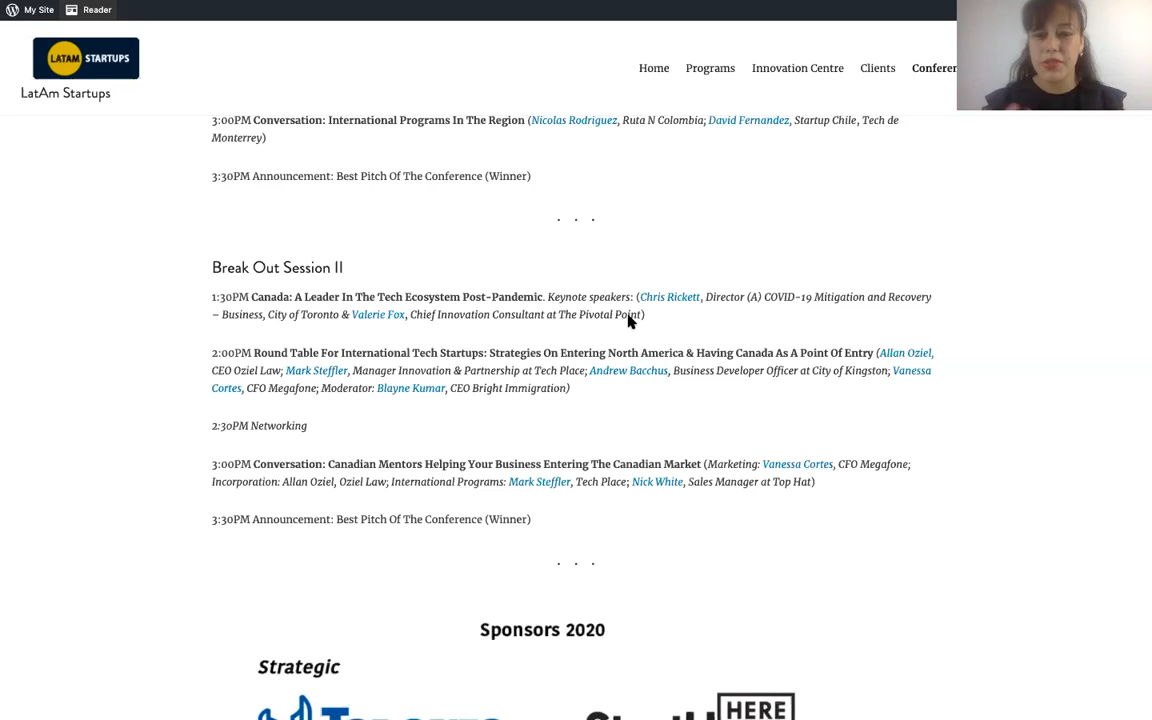 My Site Reader
LATAM STARTUPS
LatAm Startups
Home Programs Innovation Centre Clients Conferen
3:00PM Conversation: International Programs In The Region (Nicolas Rodriguez, Ruta N Colombia; David Fernandez, Startup Chile, Tech de
Monterrey)
3:30PM Announcement: Best Pitch Of The Conference (Winner)
. . .
Break Out Session II
1:30PM Canada: A Leader In The Tech Ecosystem Post-Pandemic. Keynote speakers: (Chris Rickett, Director (A) COVID-19 Mitigation and Recovery
– Business, City of Toronto & Valerie Fox, Chief Innovation Consultant at The Pivotal Point)
2:00PM Round Table For International Tech Startups: Strategies On Entering North America & Having Canada As A Point Of Entry (Allan Oziel,
CEO Oziel Law; Mark Steffler, Manager Innovation & Partnership at Tech Place; Andrew Bacchus, Business Developer Officer at City of Kingston; Vanessa
Cortes, CFO Megafone; Moderator: Blayne Kumar, CEO Bright Immigration)
2:30PM Networking
3:00PM Conversation: Canadian Mentors Helping Your Business Entering The Canadian Market (Marketing: Vanessa Cortes, CFO Megafone;
Incorporation: Allan Oziel, Oziel Law; International Programs: Mark Steffler, Tech Place; Nick White, Sales Manager at Top Hat)
3:30PM Announcement: Best Pitch Of The Conference (Winner)
. . .
Sponsors 2020
Strategic
HERE